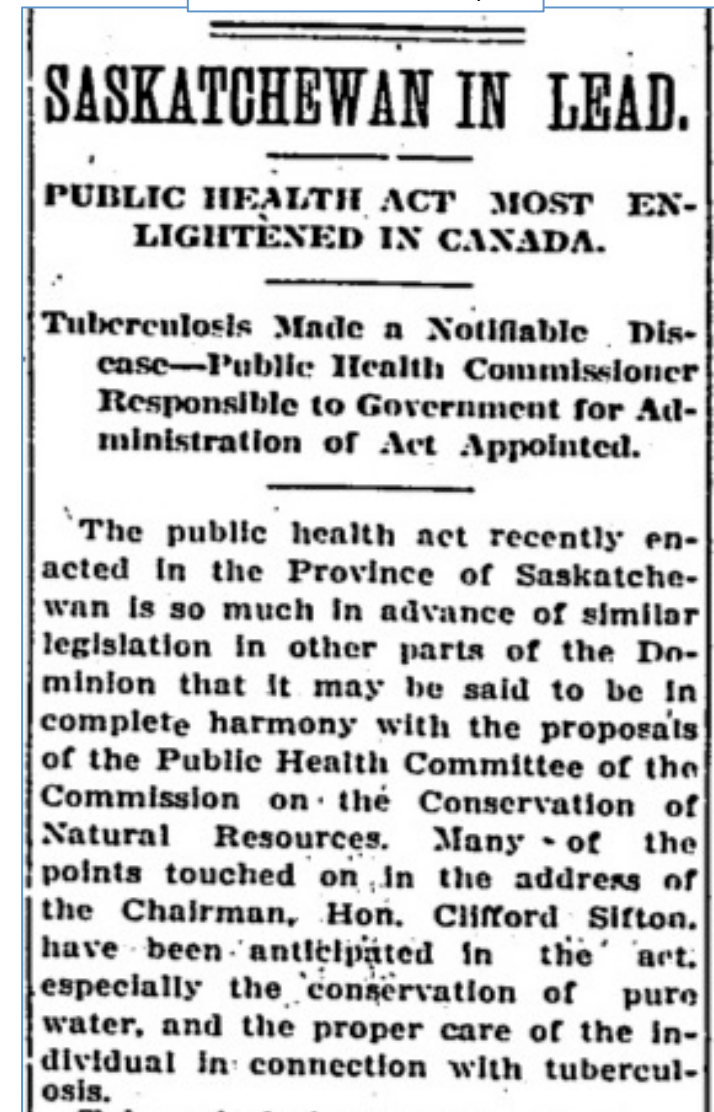 SASKATCHEWAN IN LEAD.
PUBLIC HEALTH ACT MOST EN-
LIGHTENED IN CANADA.
Tuberculosis Made a Notifiable Dis-
ease—Public Health Commissioner
Responsible to Government for Ad-
ministration of Act Appointed.
The public health act recently en-
acted in the Province of Saskatche-
wan is so much in advance of similar
legislation in other parts of the Do-
minion that it may be said to be in
complete harmony with the proposals
of the Public Health Committee of the
Commission on the Conservation of
Natural Resources. Many of the
points touched on in the address of
the Chairman, Hon. Clifford Sifton,
have been anticipated in the act,
especially the conservation of pure
water, and the proper care of the in-
dividual in connection with tubercul-
osis.